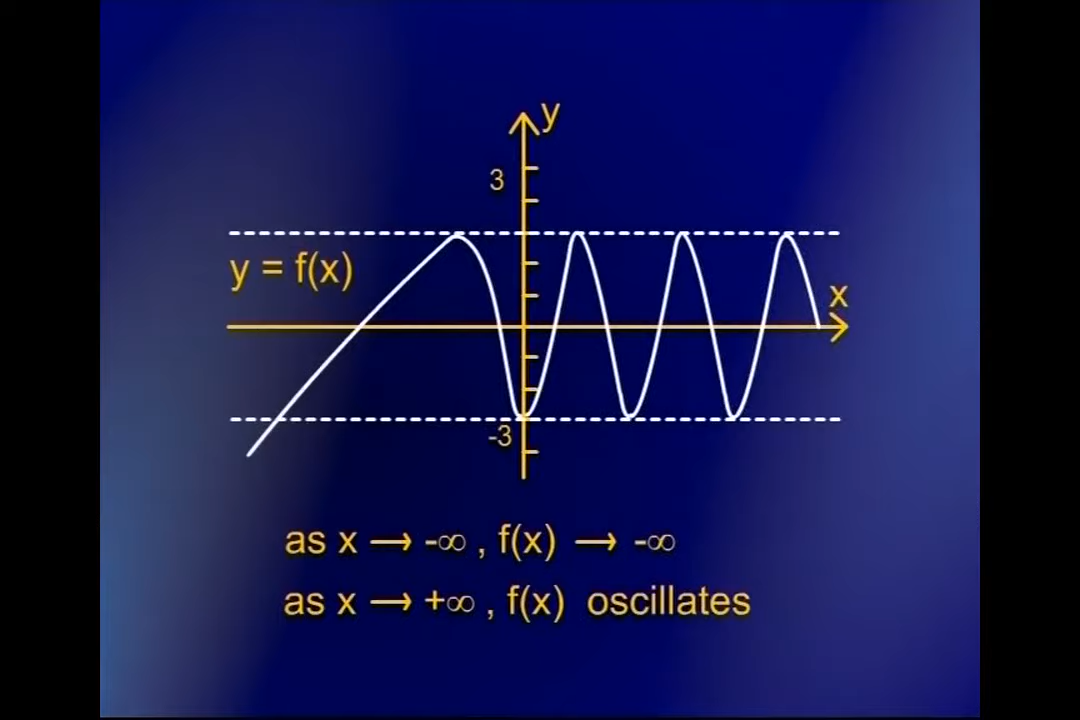 y
3
y = f(x)
x
-3
as x → -∞ , f(x) → -∞
as x → +∞ , f(x) oscillates